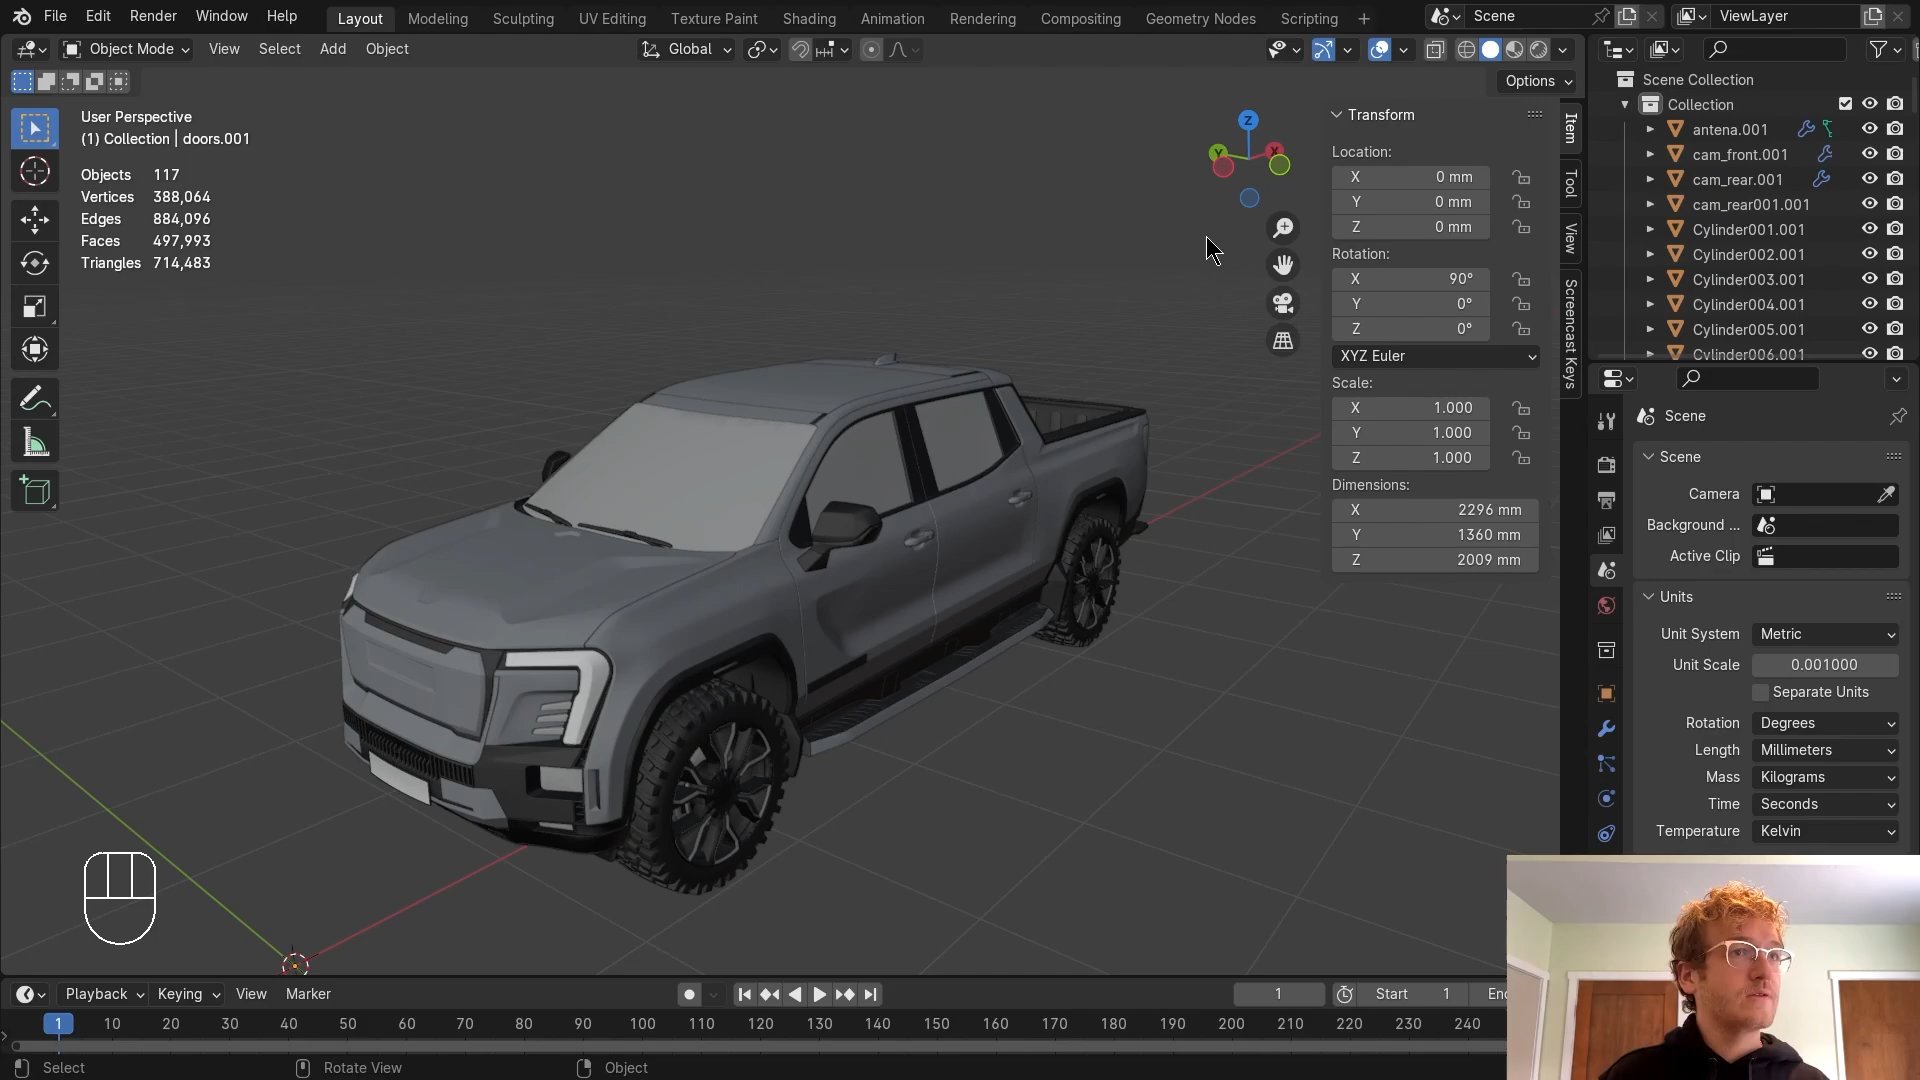 File Edit Render Window Help Layout Modeling Sculpting UV Editing Texture Paint Shading Animation Rendering Compositing Geometry Nodes Scripting + Scene ViewLayer
Object Mode View Select Add Object Global
Options
User Perspective
(1) Collection | doors.001
Objects 117
Vertices 388,064
Edges 884,096
Faces 497,993
Triangles 714,483
Z
Y
X
Transform
Location:
X 0 mm
Y 0 mm
Z 0 mm
Rotation:
X 90°
Y 0°
Z 0°
XYZ Euler
Scale:
X 1.000
Y 1.000
Z 1.000
Dimensions:
X 2296 mm
Y 1360 mm
Z 2009 mm
Item
Tool
View
Screencast Keys
Scene Collection
Collection
antena.001
cam_front.001
cam_rear.001
cam_rear001.001
Cylinder001.001
Cylinder002.001
Cylinder003.001
Cylinder004.001
Cylinder005.001
Cylinder006.001
Scene
Scene
Camera
Background ...
Active Clip
Units
Unit System Metric
Unit Scale 0.001000
Separate Units
Rotation Degrees
Length Millimeters
Mass Kilograms
Time Seconds
Temperature Kelvin
Playback Keying View Marker 1 Start 1 Enc
1 10 20 30 40 50 60 70 80 90 100 110 120 130 140 150 160 170 180 190 200 210 220 230 240
Select Rotate View Object